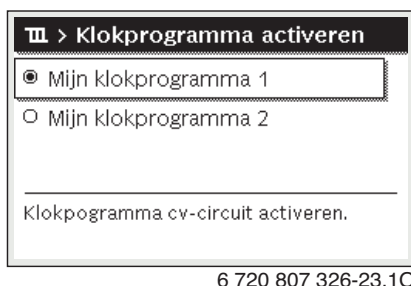 > Klokprogramma activeren
Mijn klokprogramma 1
Mijn klokprogramma 2
Klokpogramma cv-circuit activeren.
6 720 807 326-23.1O